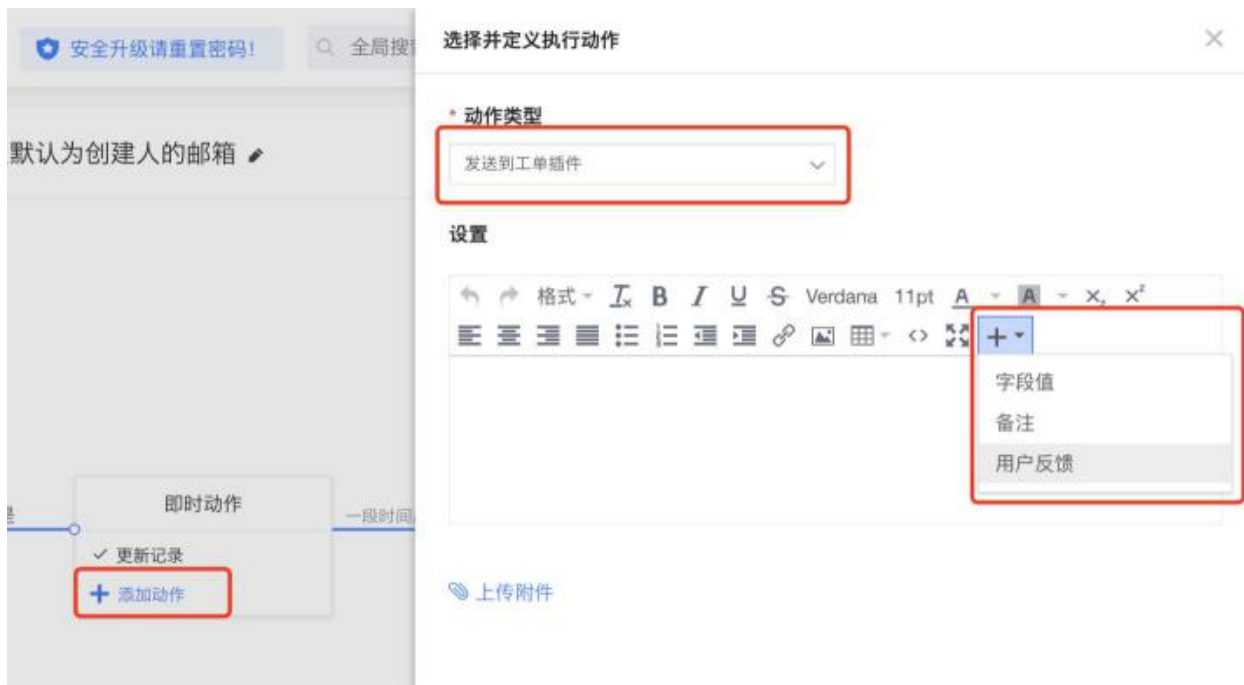 安全升级请重置密码!
全局搜
默认为创建人的邮箱
即时动作
更新记录
添加动作
一段时间
选择并定义执行动作
* 动作类型
发送到工单插件
设置
格式 Tx B I U S Verdana 11pt A A X₂ X²
字段值
备注
用户反馈
上传附件